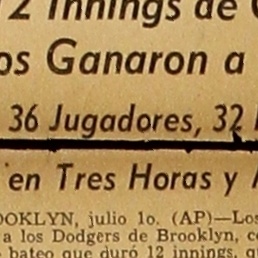 2 Innings de
os Ganaron a
36 Jugadores, 32
en Tres Horas y
OOKLYN, julio 1o. (AP)—Los
a los Dodgers de Brooklyn, c
bateo que duró 12 innings, q